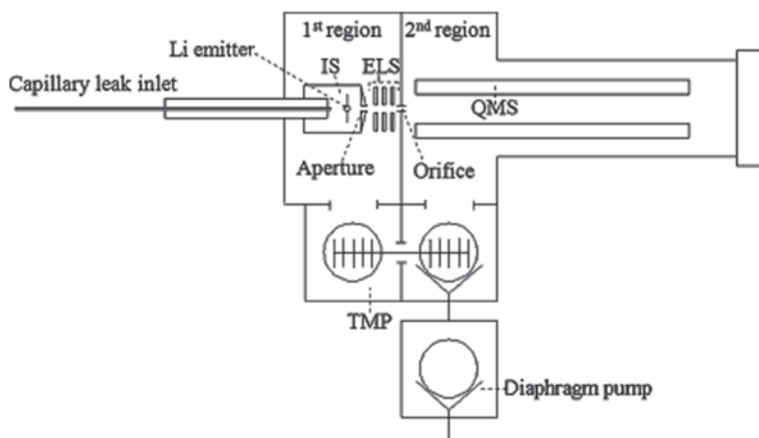 1st region
2nd region
Li emitter
IS
ELS
Capillary leak inlet
QMS
Aperture
Orifice
TMP
Diaphragm pump